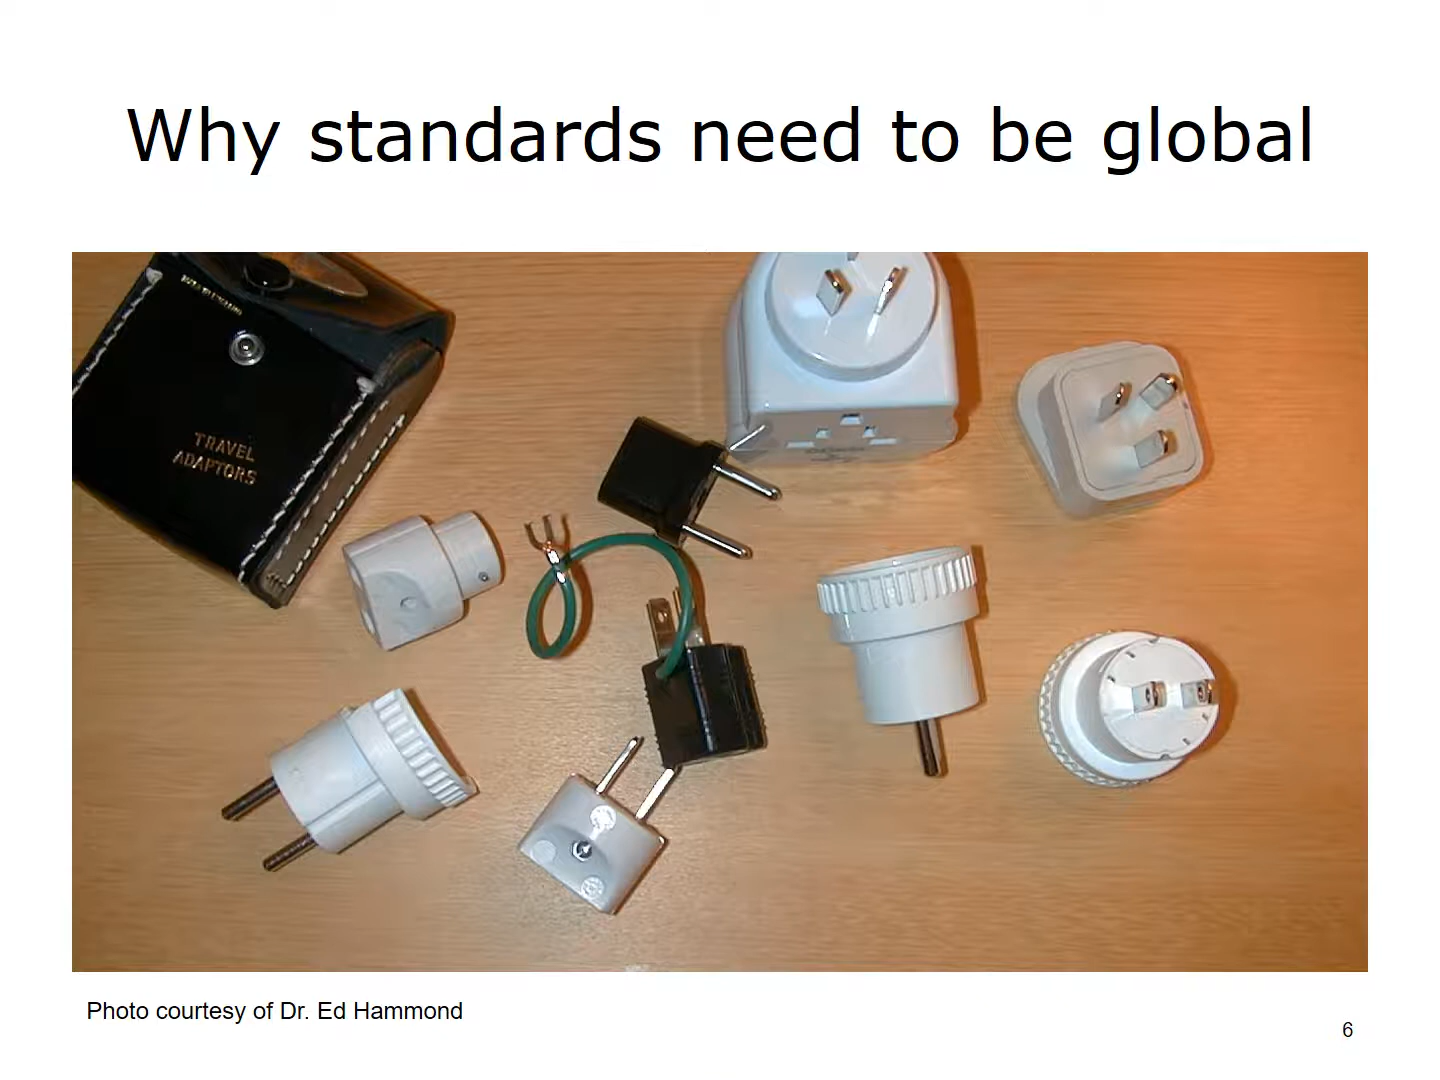 Why standards need to be global
TRAVEL
ADAPTORS
Photo courtesy of Dr. Ed Hammond
6